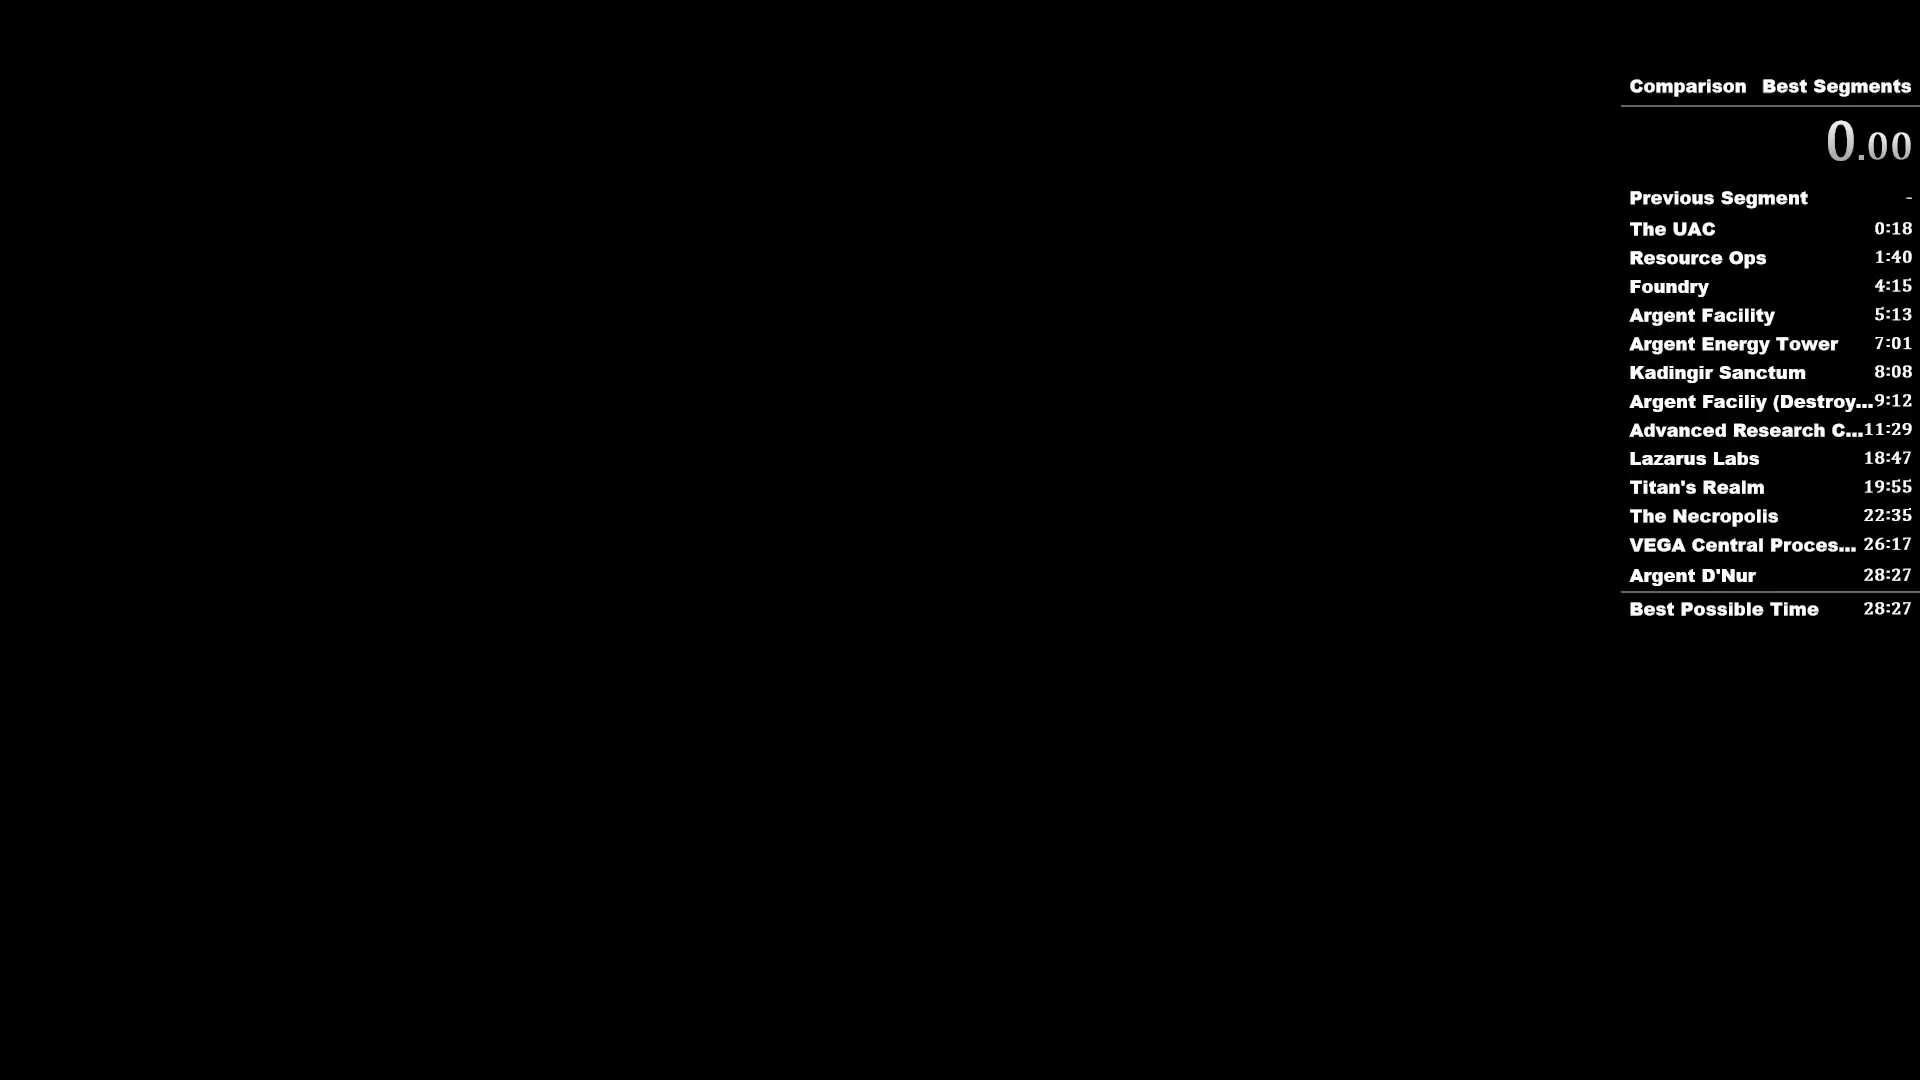 Comparison Best Segments
0.00
Previous Segment -
The UAC 0:18
Resource Ops 1:40
Foundry 4:15
Argent Facility 5:13
Argent Energy Tower 7:01
Kadingir Sanctum 8:08
Argent Faciliy (Destroy... 9:12
Advanced Research C... 11:29
Lazarus Labs 18:47
Titan's Realm 19:55
The Necropolis 22:35
VEGA Central Proces... 26:17
Argent D'Nur 28:27
Best Possible Time 28:27